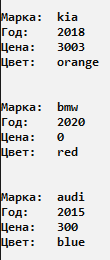 Марка: kia
Год: 2018
Цена: 3003
Цвет: orange
Марка: bmw
Год: 2020
Цена: 0
Цвет: red
Марка: audi
Год: 2015
Цена: 300
Цвет: blue